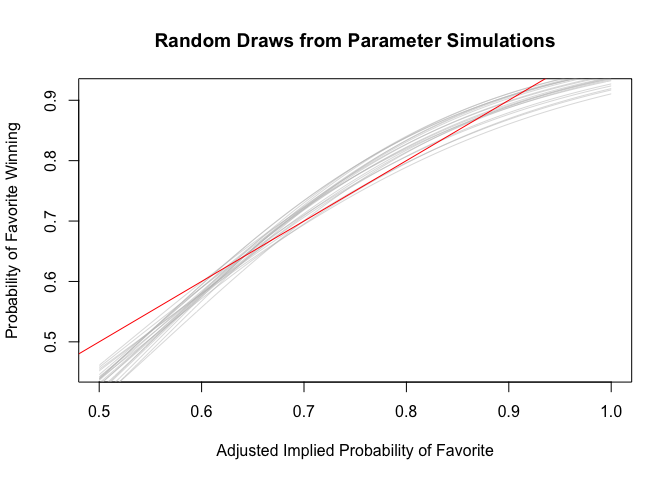 Random Draws from Parameter Simulations
Probability of Favorite Winning
0.9
0.8
0.7
0.6
0.5
0.5 0.6 0.7 0.8 0.9 1.0
Adjusted Implied Probability of Favorite